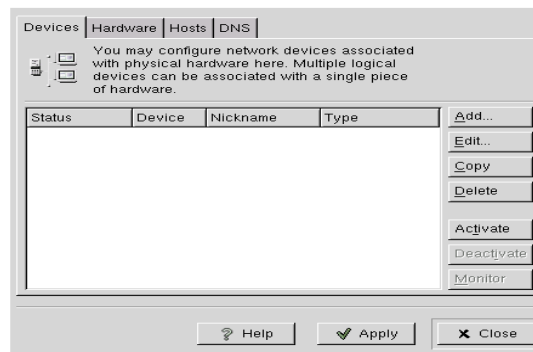 Devices Hardware Hosts DNS
You may configure network devices associated
with physical hardware here. Multiple logical
devices can be associated with a single piece
of hardware.
Status Device Nickname Type
Add...
Edit...
Copy
Delete
Activate
Deactivate
Monitor
Help Apply Close